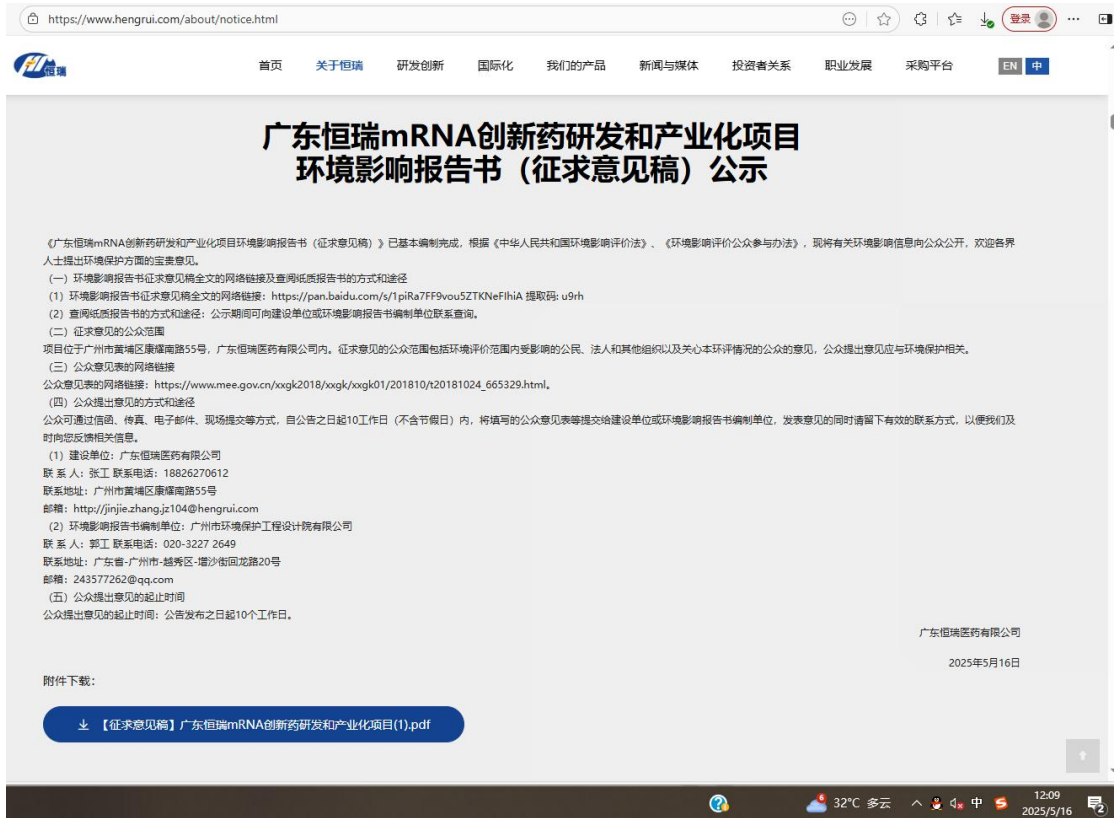 https://www.hengrui.com/about/notice.html
登录
恒瑞
首页 关于恒瑞 研发创新 国际化 我们的产品 新闻与媒体 投资者关系 职业发展 采购平台 EN 中
广东恒瑞mRNA创新药研发和产业化项目
环境影响报告书（征求意见稿）公示
《广东恒瑞mRNA创新药研发和产业化项目环境影响报告书（征求意见稿）》已基本编制完成，根据《中华人民共和国环境影响评价法》、《环境影响评价公众参与办法》，现将有关环境影响信息向公众公开，欢迎各界
人士提出环境保护方面的宝贵意见。
（一）环境影响报告书征求意见稿全文的网络链接及查阅纸质报告书的方式和途径
（1）环境影响报告书征求意见稿全文的网络链接：https://pan.baidu.com/s/1piRa7FF9vou5ZTKNeFIhiA 提取码: u9rh
（2）查阅纸质报告书的方式和途径：公示期间可向建设单位或环境影响报告书编制单位联系查询。
（二）征求意见的公众范围
项目位于广州市黄埔区康耀南路55号，广东恒瑞医药有限公司内。征求意见的公众范围包括环境评价范围内受影响的公民、法人和其他组织以及关心本环评情况的公众的意见，公众提出意见应与环境保护相关。
（三）公众意见表的网络链接
公众意见表的网络链接：https://www.mee.gov.cn/xxgk2018/xxgk/xxgk01/201810/t20181024_665329.html。
（四）公众提出意见的方式和途径
公众可通过信函、传真、电子邮件、现场提交等方式，自公告之日起10工作日（不含节假日）内，将填写的公众意见表等提交给建设单位或环境影响报告书编制单位，发表意见的同时请留下有效的联系方式，以便我们及
时向您反馈相关信息。
（1）建设单位：广东恒瑞医药有限公司
联 系 人：张工 联系电话：18826270612
联系地址：广州市黄埔区康耀南路55号
邮箱：http://jinjie.zhang.jz104@hengrui.com
（2）环境影响报告书编制单位：广州市环境保护工程设计院有限公司
联 系 人：郭工 联系电话：020-3227 2649
联系地址：广东省-广州市-越秀区-增沙街回龙路20号
邮箱：243577262@qq.com
（五）公众提出意见的起止时间
公众提出意见的起止时间：公告发布之日起10个工作日。
广东恒瑞医药有限公司
2025年5月16日
附件下载：
【征求意见稿】广东恒瑞mRNA创新药研发和产业化项目(1).pdf
6 32°C 多云 中 12:09
2025/5/16 2